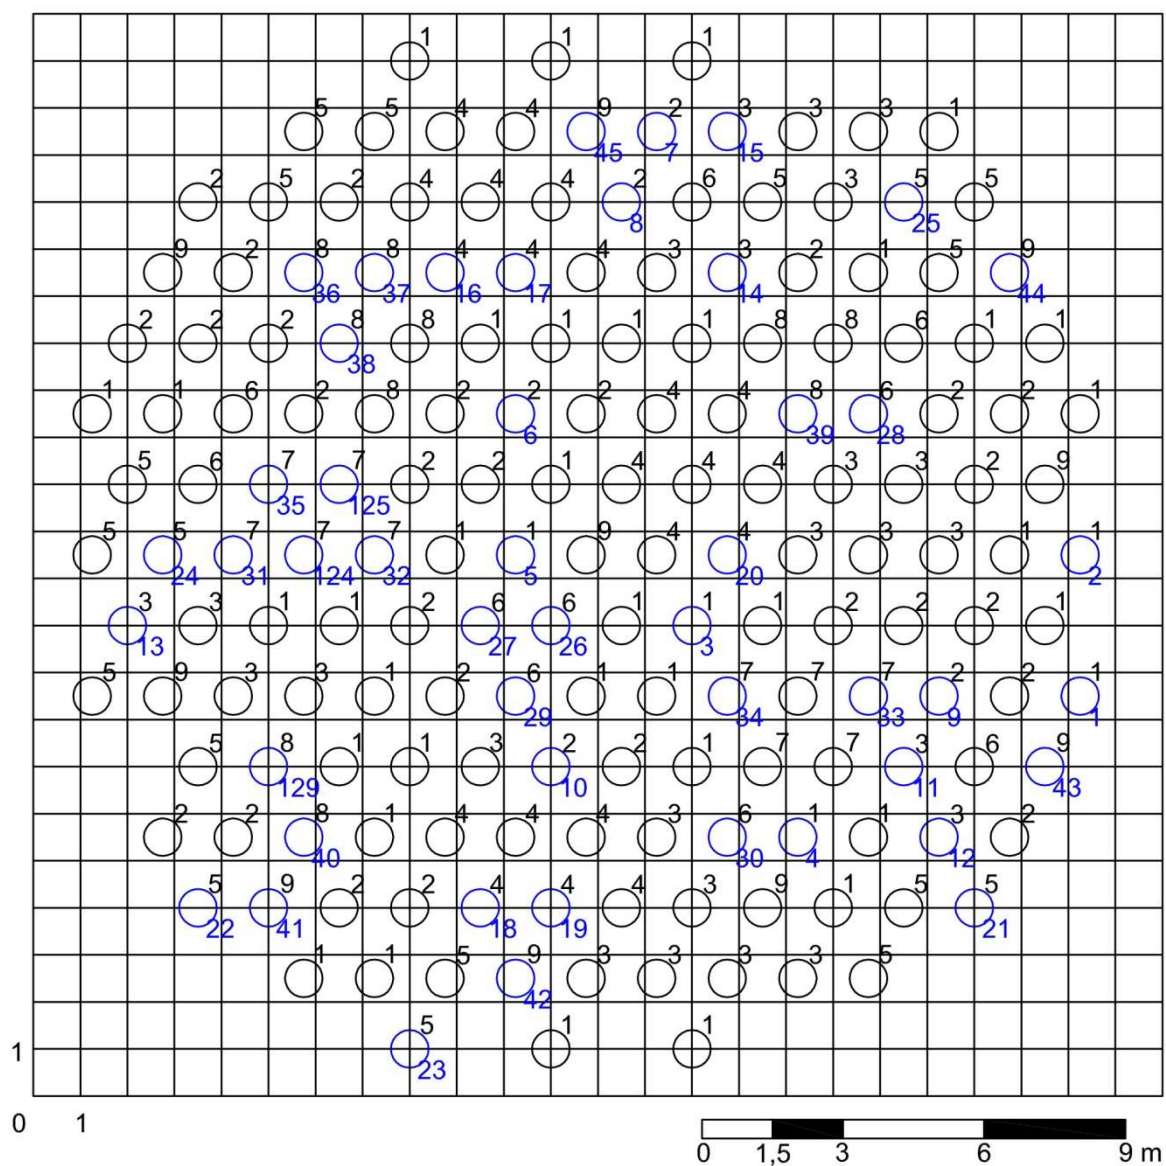 1 1 1
5 5 4 4 9 2 3 3 3 1
45 7 15
2 5 2 4 4 4 2 6 5 3 5 5
8 25
9 2 8 8 4 4 4 3 3 2 1 5 9
36 37 16 17 14 44
2 2 2 8 8 1 1 1 1 8 8 6 1 1
38
1 1 6 2 8 2 2 2 4 4 8 6 2 2 1
6 39 28
5 6 7 7 2 2 1 4 4 4 3 3 2 9
35 125
5 5 7 7 7 1 1 9 4 4 3 3 3 1 1
24 31 124 32 5 20 2
3 3 1 1 2 6 6 1 1 1 2 2 2 1
13 27 26 3
5 9 3 3 1 2 6 1 1 7 7 7 2 2 1
29 34 33 9 1
5 8 1 1 3 2 2 1 7 7 3 6 9
129 10 11 43
2 2 8 1 4 4 4 3 6 1 1 3 2
40 30 4 12
5 9 2 2 4 4 4 3 9 1 5 5
22 41 18 19 21
1 1 5 9 3 3 3 3 5
42
5 1 1
1
23
0 1
0 1,5 3 6 9 m